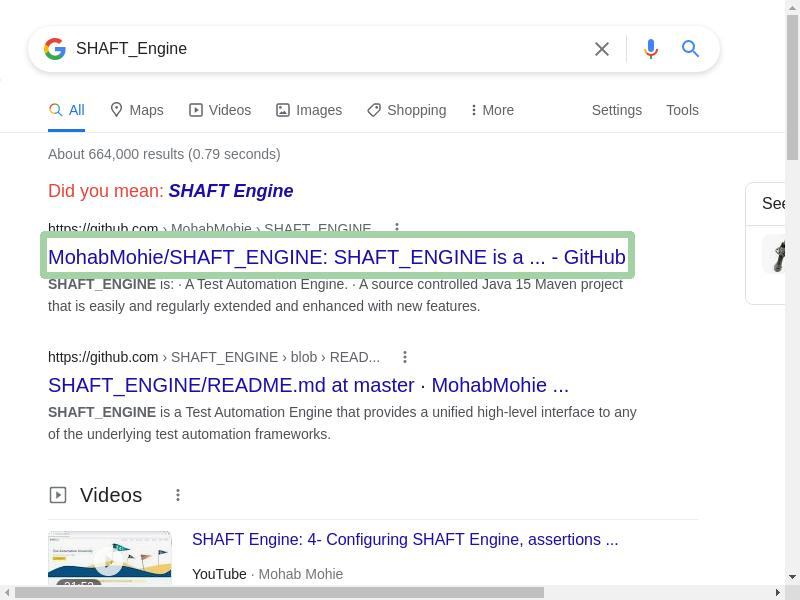 SHAFT_Engine
All Maps Videos Images Shopping More Settings Tools
About 664,000 results (0.79 seconds)
Did you mean: SHAFT Engine
See
https://github.com › MohabMohie › SHAFT_ENGINE
MohabMohie/SHAFT_ENGINE: SHAFT_ENGINE is a ... - GitHub
SHAFT_ENGINE is: · A Test Automation Engine. · A source controlled Java 15 Maven project
that is easily and regularly extended and enhanced with new features.
https://github.com › SHAFT_ENGINE › blob › READ...
SHAFT_ENGINE/README.md at master · MohabMohie ...
SHAFT_ENGINE is a Test Automation Engine that provides a unified high-level interface to any
of the underlying test automation frameworks.
Videos
SHAFT Engine: 4- Configuring SHAFT Engine, assertions ...
YouTube · Mohab Mohie